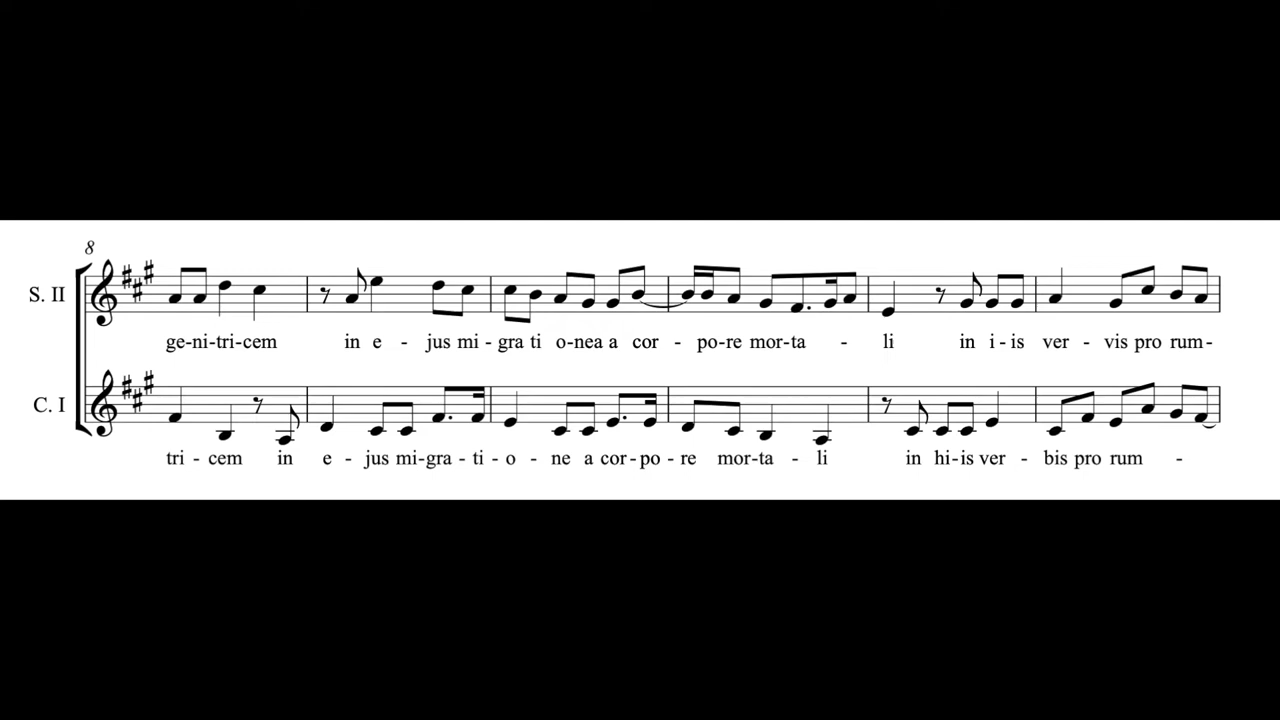 8
S. II
ge-ni-tri-cem in e - jus mi - gra ti o-nea a cor - po-re mor-ta - li in i - is ver - vis pro rum-
C. I
tri - cem in e - jus mi-gra - ti - o - ne a cor - po - re mor-ta - li in hi-is ver - bis pro rum -